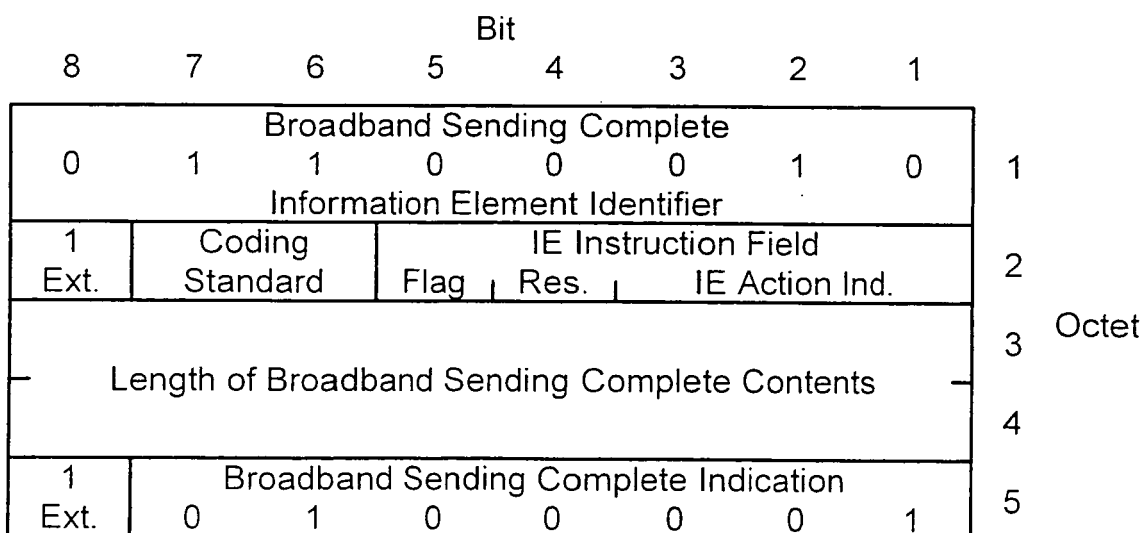 Bit
8 7 6 5 4 3 2 1
Broadband Sending Complete
0 1 1 0 0 0 1 0 1
Information Element Identifier
1 Coding IE Instruction Field
Ext. Standard Flag Res. IE Action Ind. 2
3 Octet
Length of Broadband Sending Complete Contents
4
1 Broadband Sending Complete Indication
Ext. 0 1 0 0 0 0 1 5